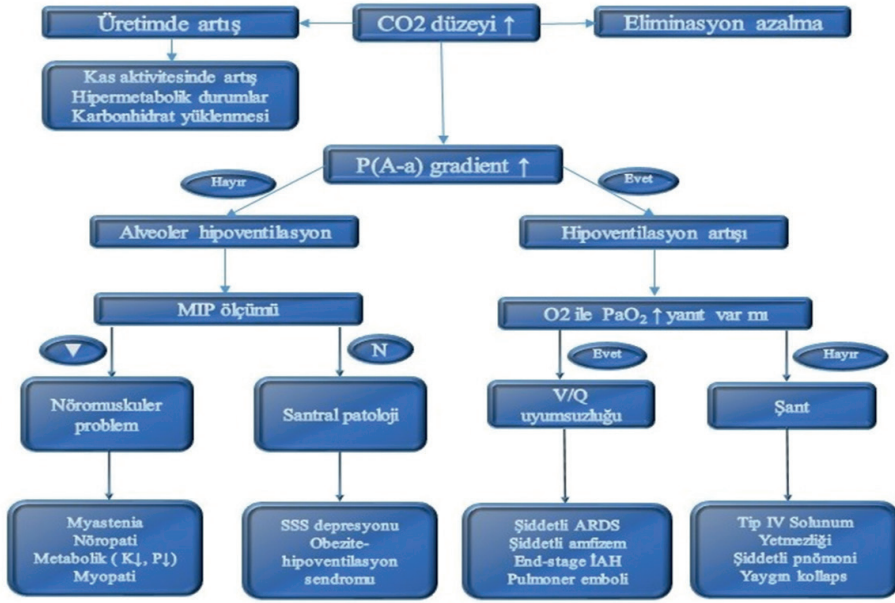 Üretimde artış
CO2 düzeyi ↑
Eliminasyon azalma
Kas aktivitesinde artış
Hipermetabolik durumlar
Karbonhidrat yüklenmesi
P(A-a) gradient ↑
Hayır
Evet
Alveoler hipoventilasyon
Hipoventilasyon artışı
MIP ölçümü
O2 ile PaO₂ ↑ yanıt var mı
▼
N
Evet
Hayır
Nöromuskuler
problem
Santral patoloji
V/Q
uyumsuzluğu
Şant
Myastenia
Nöropati
Metabolik ( K↓, P↓)
Myopati
SSS depresyonu
Obezite-
hipoventilasyon
sendromu
Şiddetli ARDS
Şiddetli amfizem
End-stage İAH
Pulmoner emboli
Tip IV Solunum
Yetmezliği
Şiddetli pnömoni
Yaygın kollaps